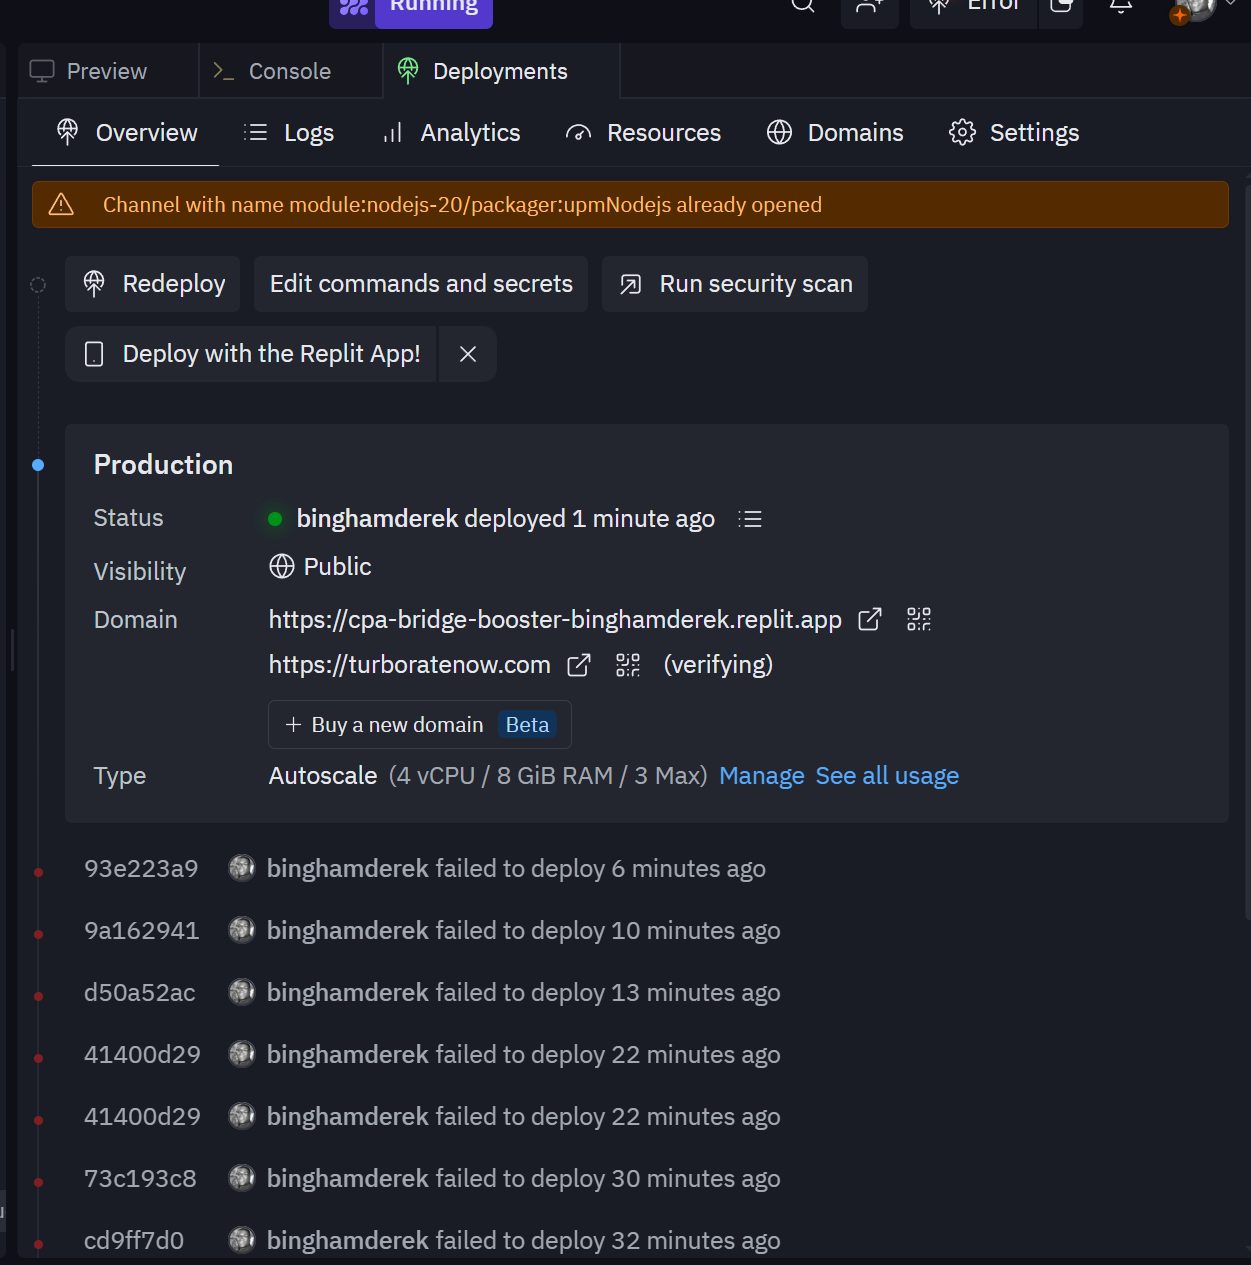 Running
Error
Preview
Console
Deployments
Overview
Logs
Analytics
Resources
Domains
Settings
Channel with name module:nodejs-20/packager:upmNodejs already opened
Redeploy
Edit commands and secrets
Run security scan
Deploy with the Replit App!
Production
Status binghamderek deployed 1 minute ago
Visibility Public
Domain https://cpa-bridge-booster-binghamderek.replit.app
https://turboratenow.com (verifying)
+ Buy a new domain Beta
Type Autoscale (4 vCPU / 8 GiB RAM / 3 Max) Manage See all usage
93e223a9 binghamderek failed to deploy 6 minutes ago
9a162941 binghamderek failed to deploy 10 minutes ago
d50a52ac binghamderek failed to deploy 13 minutes ago
41400d29 binghamderek failed to deploy 22 minutes ago
41400d29 binghamderek failed to deploy 22 minutes ago
73c193c8 binghamderek failed to deploy 30 minutes ago
cd9ff7d0 binghamderek failed to deploy 32 minutes ago